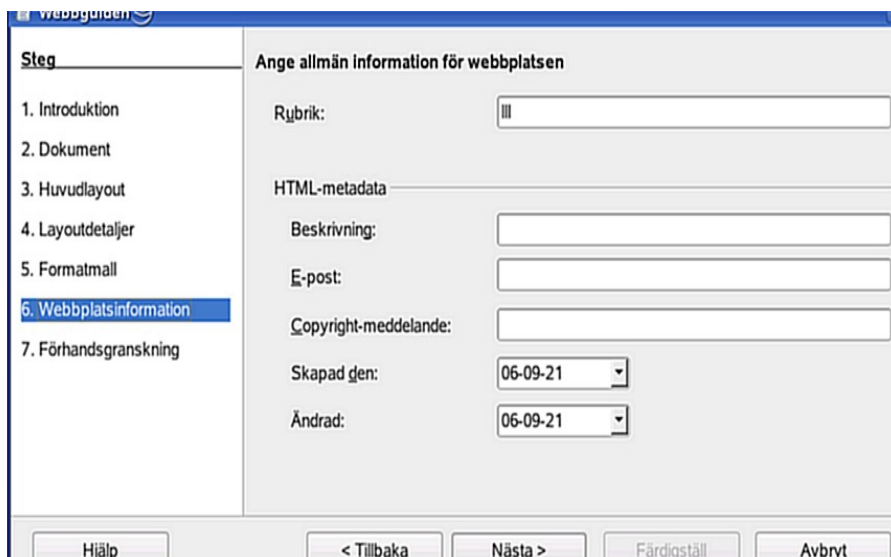 Webbguiden
Steg
1. Introduktion
2. Dokument
3. Huvudlayout
4. Layoutdetaljer
5. Formatmall
6. Webbplatsinformation
7. Förhandsgranskning
Ange allmän information för webbplatsen
Rubrik: lll
HTML-metadata
Beskrivning:
E-post:
Copyright-meddelande:
Skapad den: 06-09-21
Ändrad: 06-09-21
Hjälp < Tillbaka Nästa > Färdigställ Avbryt